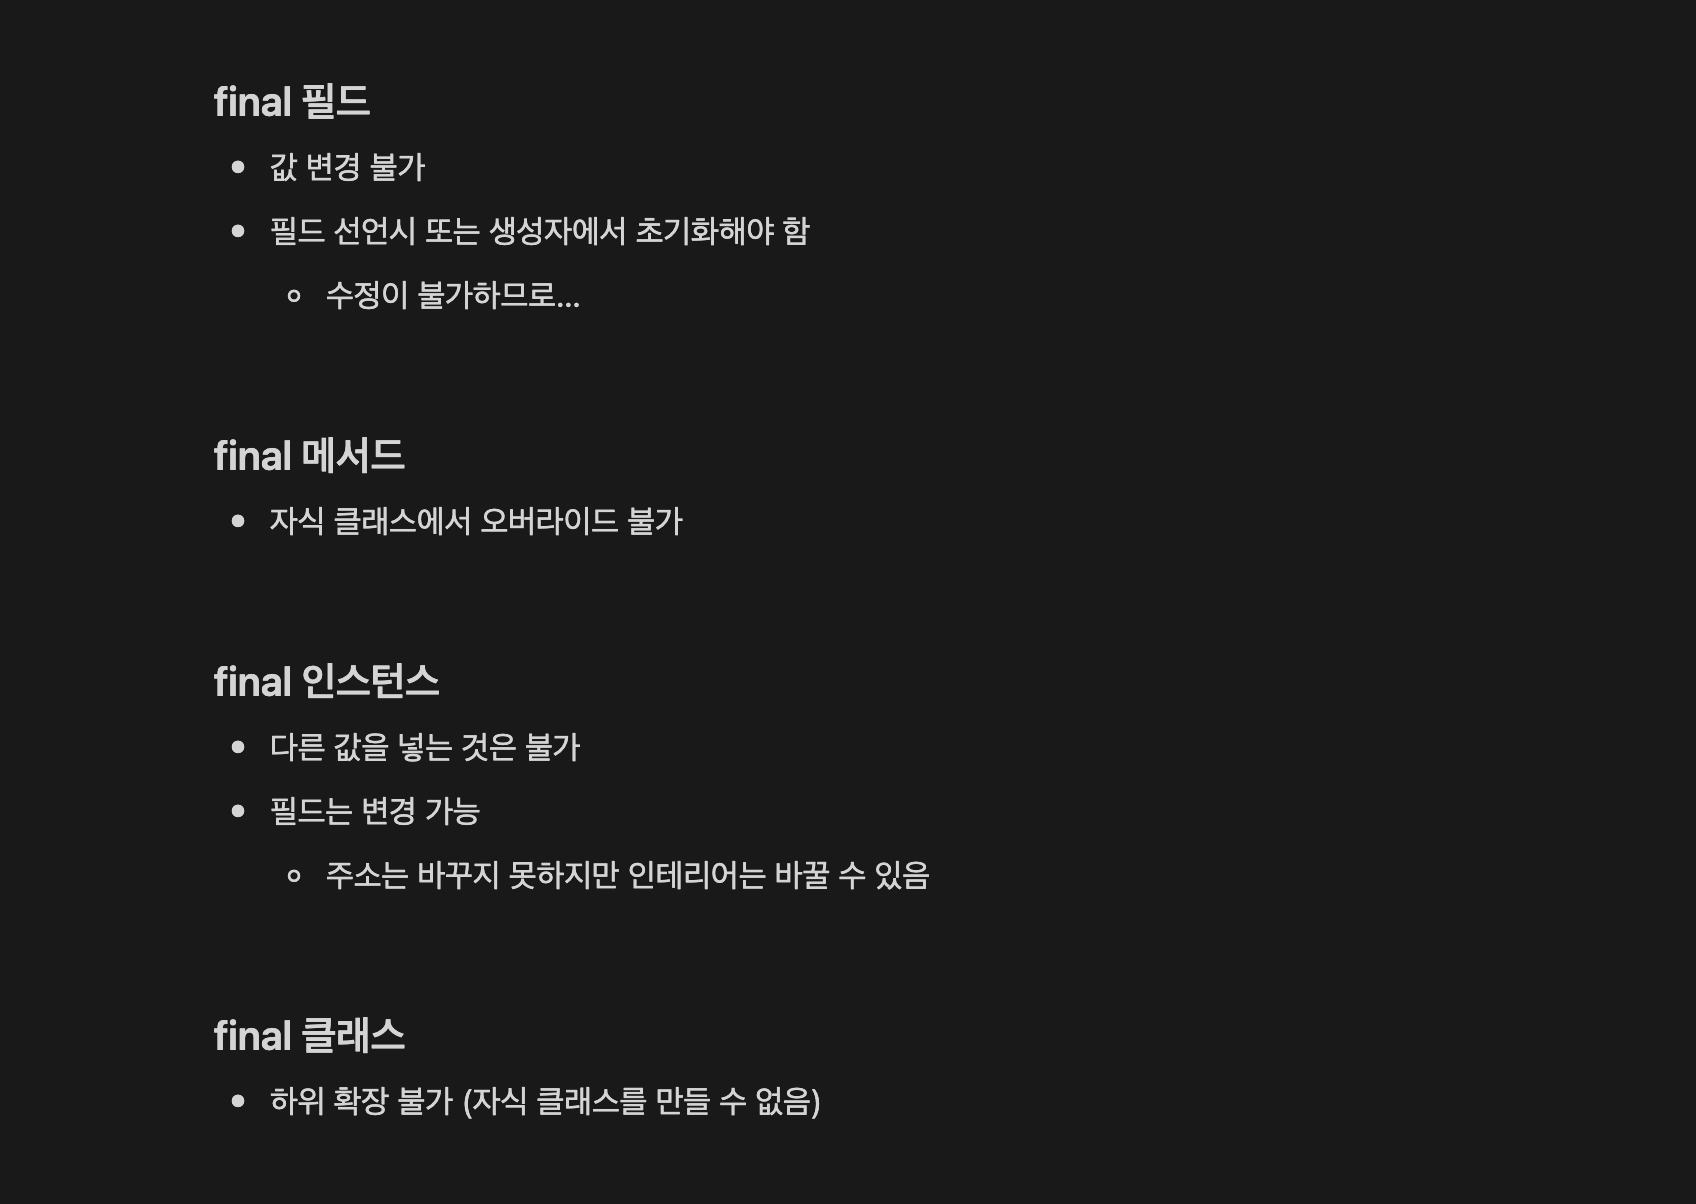 final 필드
• 값 변경 불가
• 필드 선언시 또는 생성자에서 초기화해야 함
◦ 수정이 불가하므로...
final 메서드
• 자식 클래스에서 오버라이드 불가
final 인스턴스
• 다른 값을 넣는 것은 불가
• 필드는 변경 가능
◦ 주소는 바꾸지 못하지만 인테리어는 바꿀 수 있음
final 클래스
• 하위 확장 불가 (자식 클래스를 만들 수 없음)